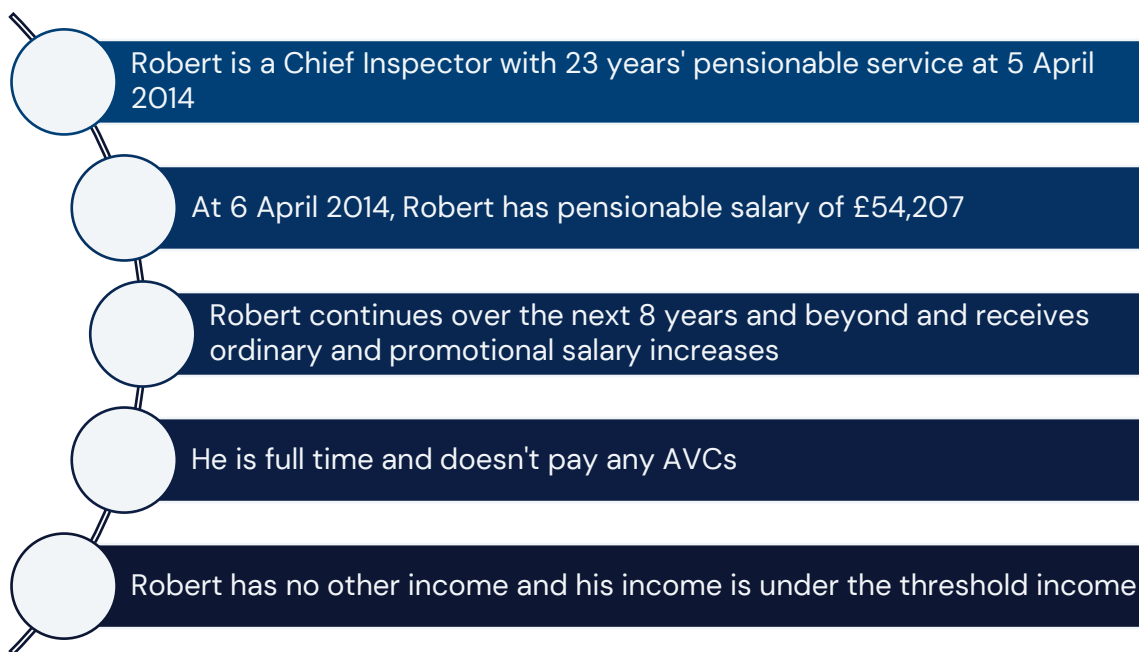 Robert is a Chief Inspector with 23 years' pensionable service at 5 April
2014
At 6 April 2014, Robert has pensionable salary of £54,207
Robert continues over the next 8 years and beyond and receives
ordinary and promotional salary increases
He is full time and doesn't pay any AVCs
Robert has no other income and his income is under the threshold income